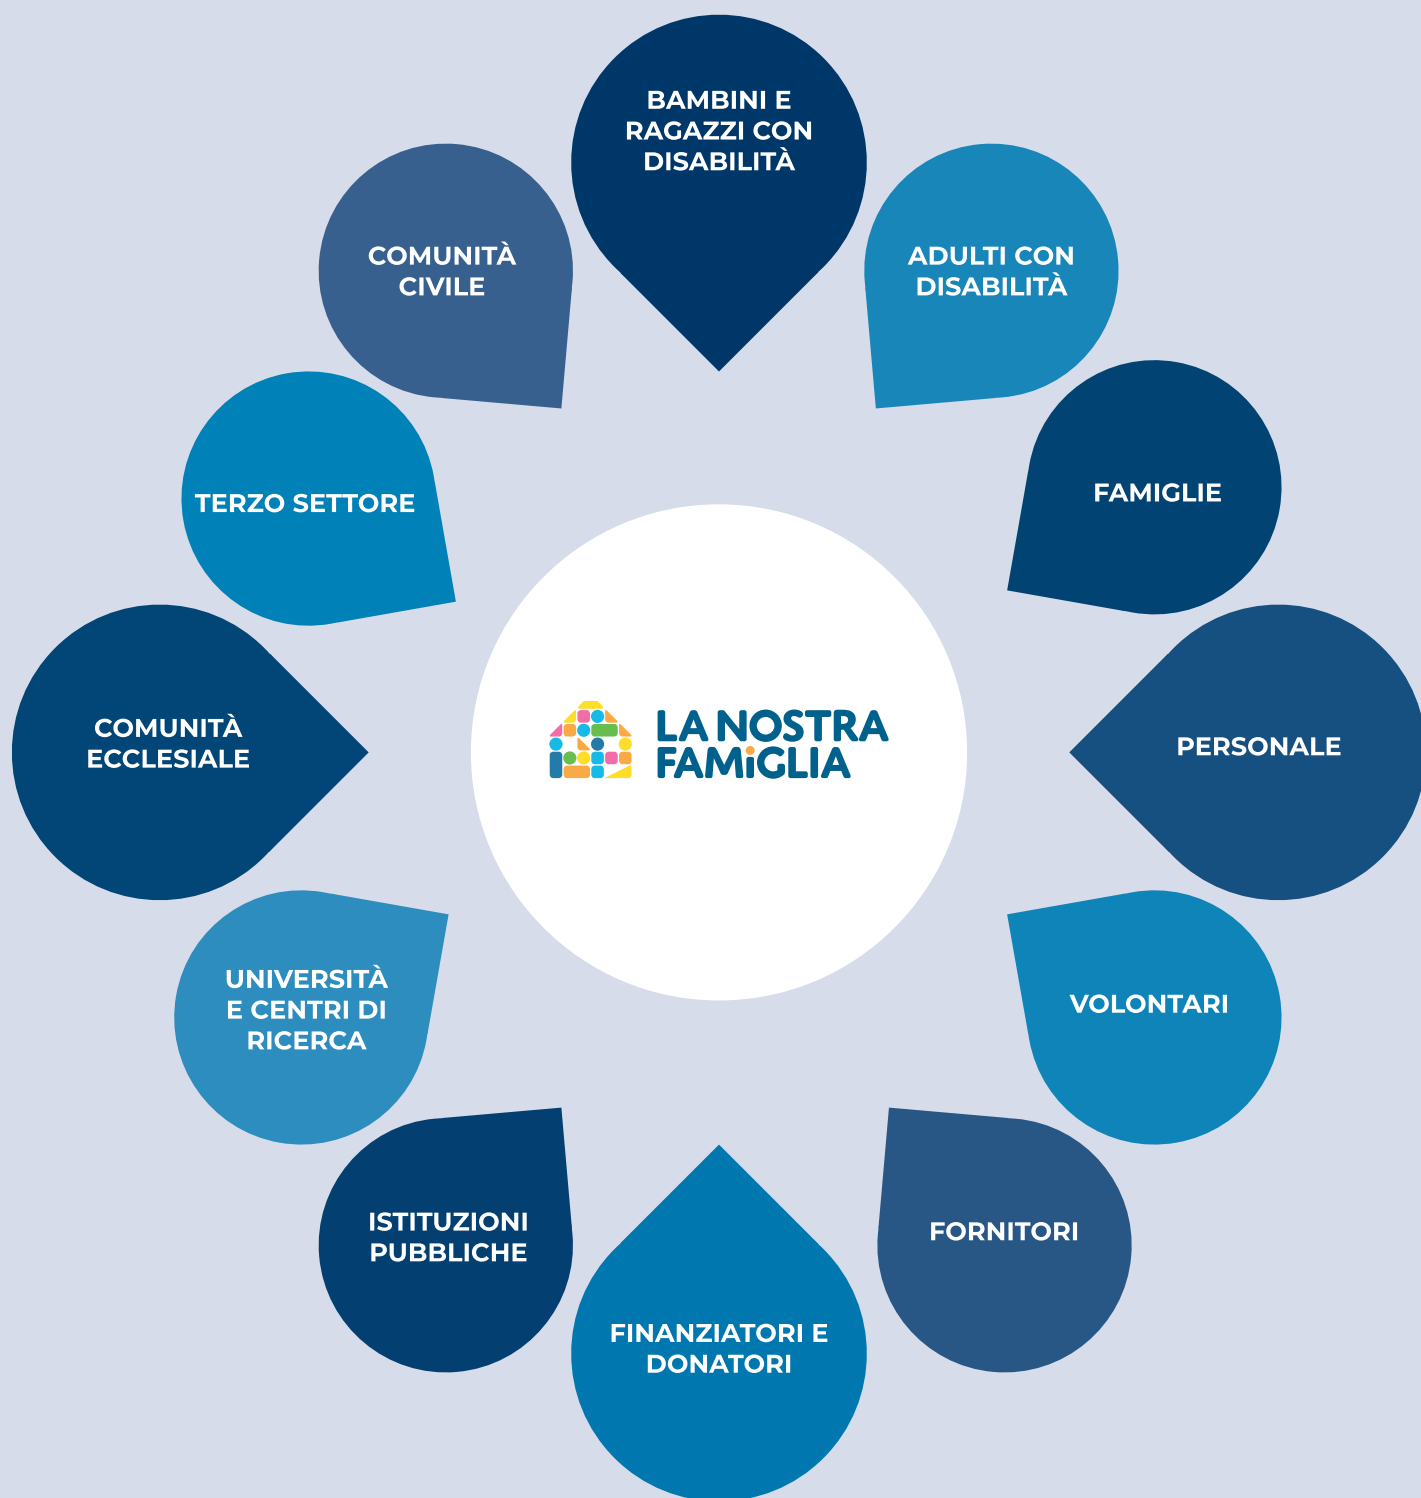 BAMBINI E
RAGAZZI CON
DISABILITÀ
ADULTI CON
DISABILITÀ
FAMIGLIE
PERSONALE
VOLONTARI
FORNITORI
FINANZIATORI E
DONATORI
ISTITUZIONI
PUBBLICHE
UNIVERSITÀ
E CENTRI DI
RICERCA
COMUNITÀ
ECCLESIALE
TERZO SETTORE
COMUNITÀ
CIVILE
LA NOSTRA
FAMiGLIA